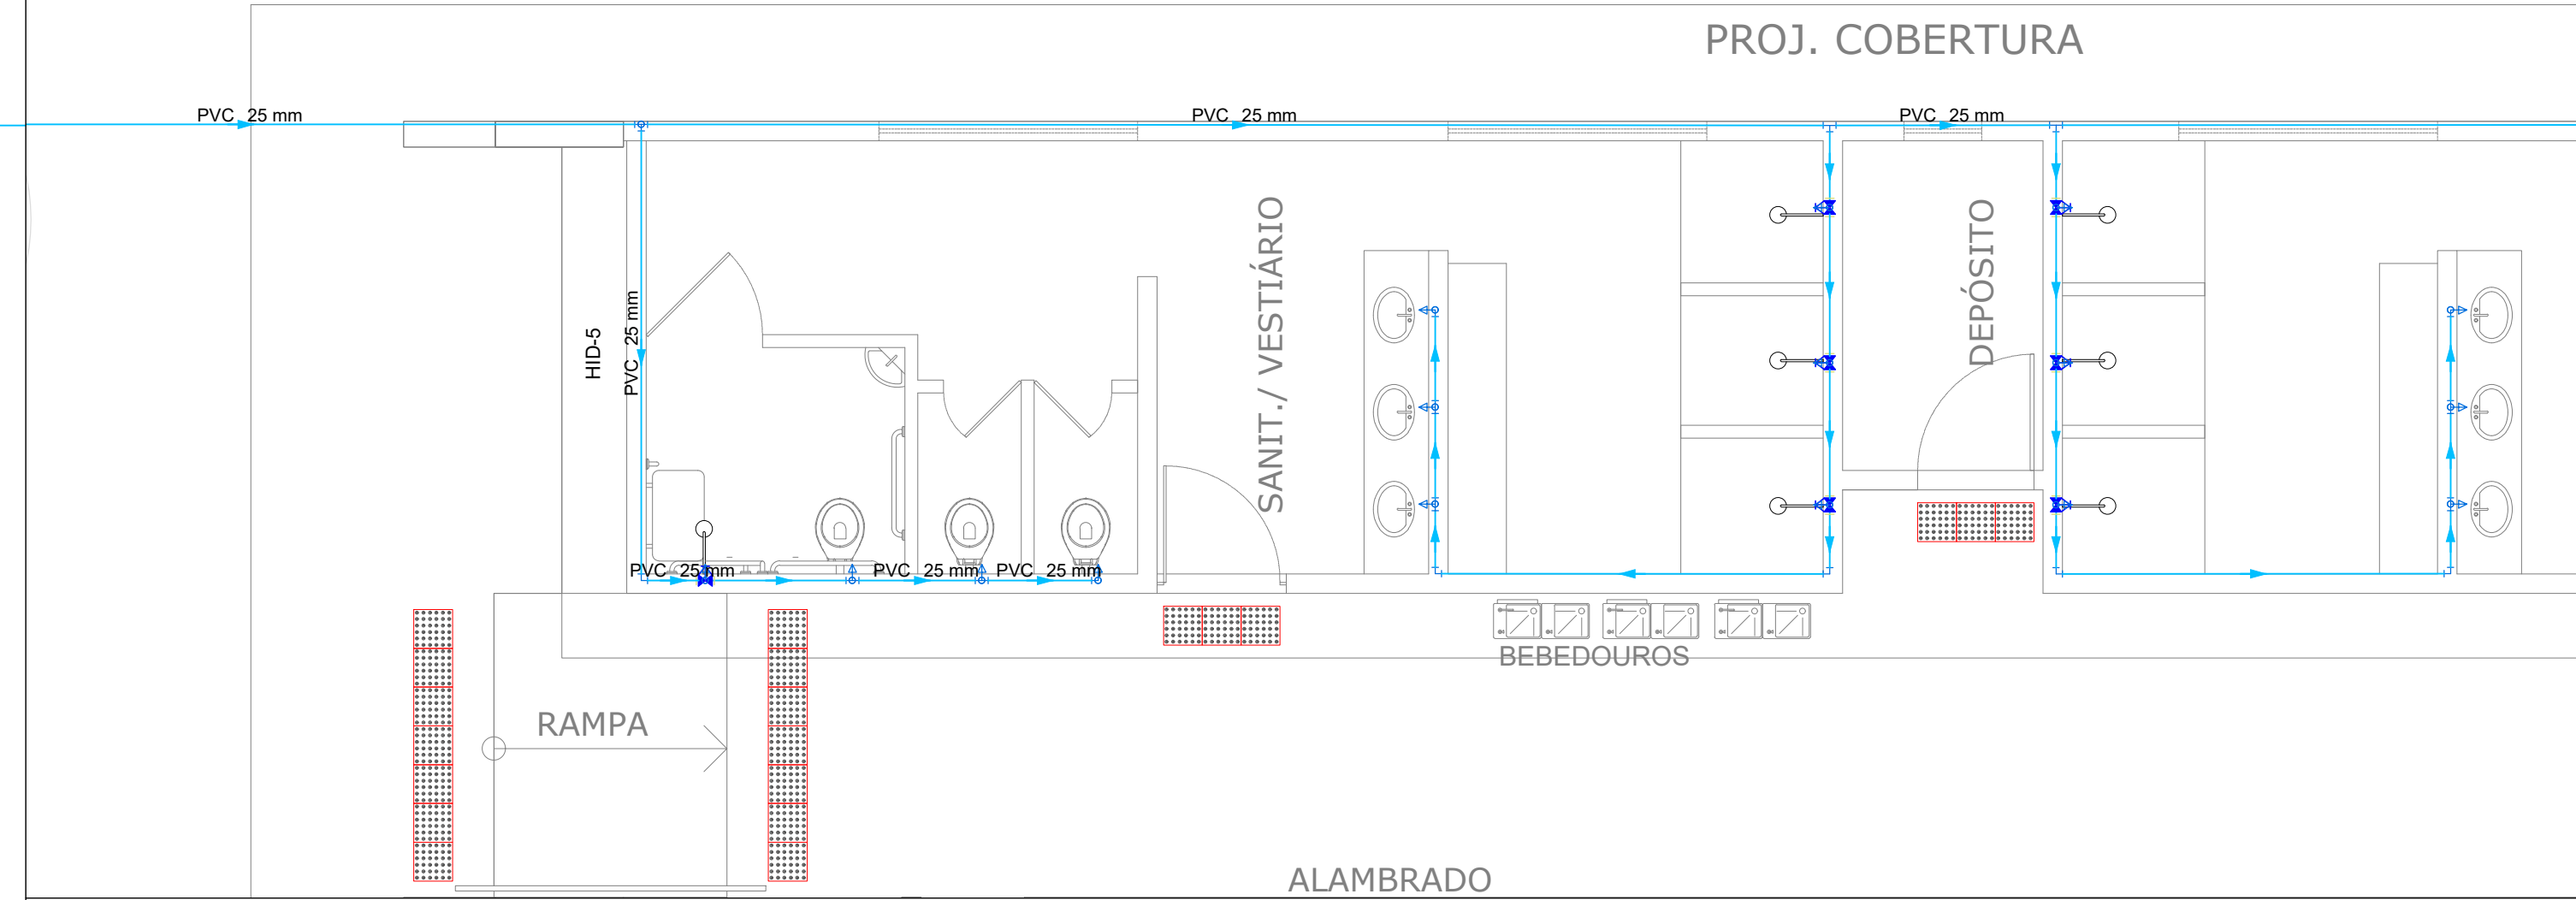 PROJ. COBERTURA
PVC 25 mm
PVC 25 mm
PVC 25 mm
HID-5
PVC 25 mm
SANIT./ VESTIÁRIO
DEPÓSITO
PVC 25 mm
PVC 25 mm
PVC 25 mm
BEBEDOUROS
RAMPA
ALAMBRADO